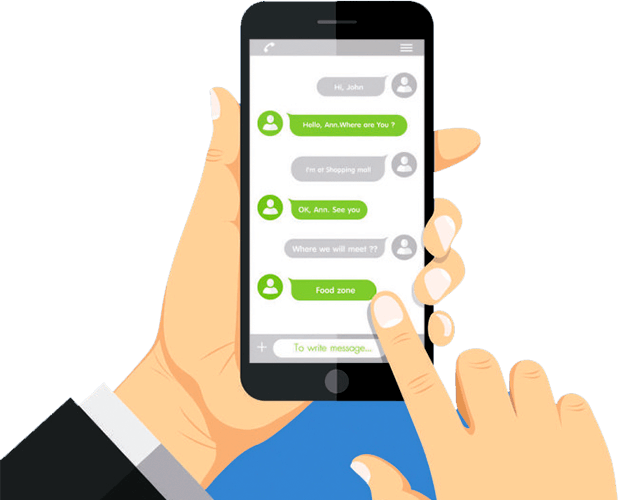 Hi, John
Hello, Ann.Where are You ?
I'm at Shopping mall
OK, Ann. See you
Where we will meet ??
Food zone
To write message....